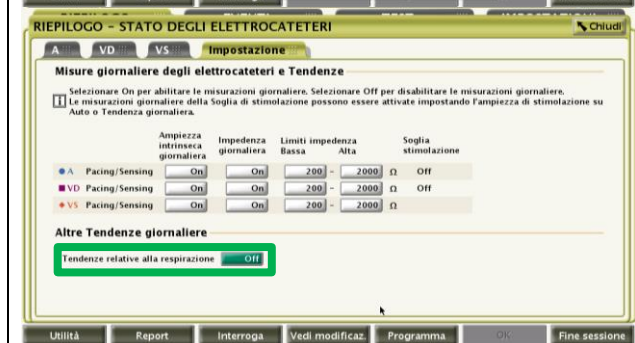 RIEPILOGO - STATO DEGLI ELETTROCATETERI
Chiudi
A VD VS Impostazione
Misure giornaliere degli elettrocateteri e Tendenze
Selezionare On per abilitare le misurazioni giornaliere. Selezionare Off per disabilitare le misurazioni giornaliere.
Le misurazioni giornaliere della Soglia di stimolazione possono essere attivate impostando l'ampiezza di stimolazione su
Auto o Tendenza giornaliera.
Ampiezza intrinseca giornaliera
Impedenza giornaliera
Limiti impedenza
Bassa Alta
Soglia stimolazione
A Pacing/Sensing On On 200 - 2000 Ω Off
VD Pacing/Sensing On On 200 - 2000 Ω Off
VS Pacing/Sensing On On 200 - 2000 Ω
Altre Tendenze giornaliere
Tendenze relative alla respirazione Off
Utilità Report Interroga Vedi modificaz. Programma OK Fine sessione